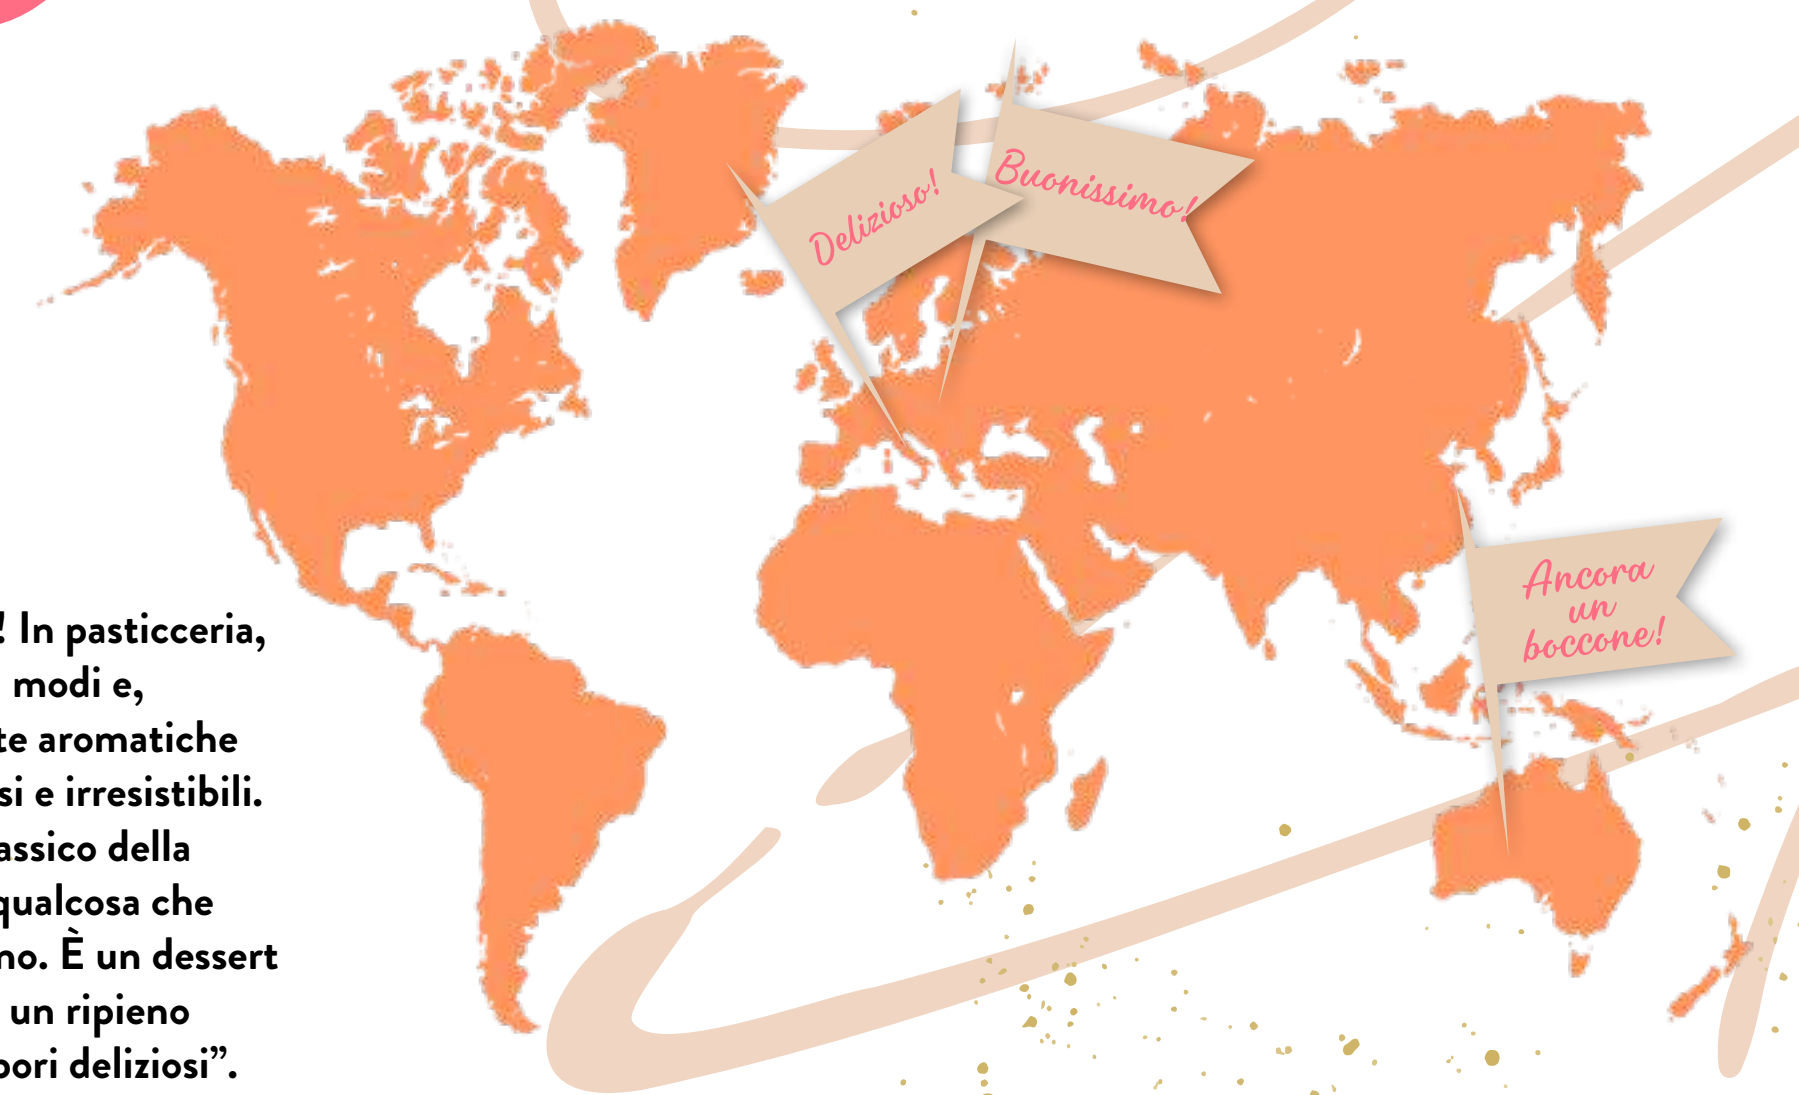 Delizioso!
Buonissimo!
Ancora
un
boccone!
! In pasticceria,
modi e,
te aromatiche
si e irresistibili.
assico della
qualcosa che
no. È un dessert
un ripieno
pori deliziosi”.